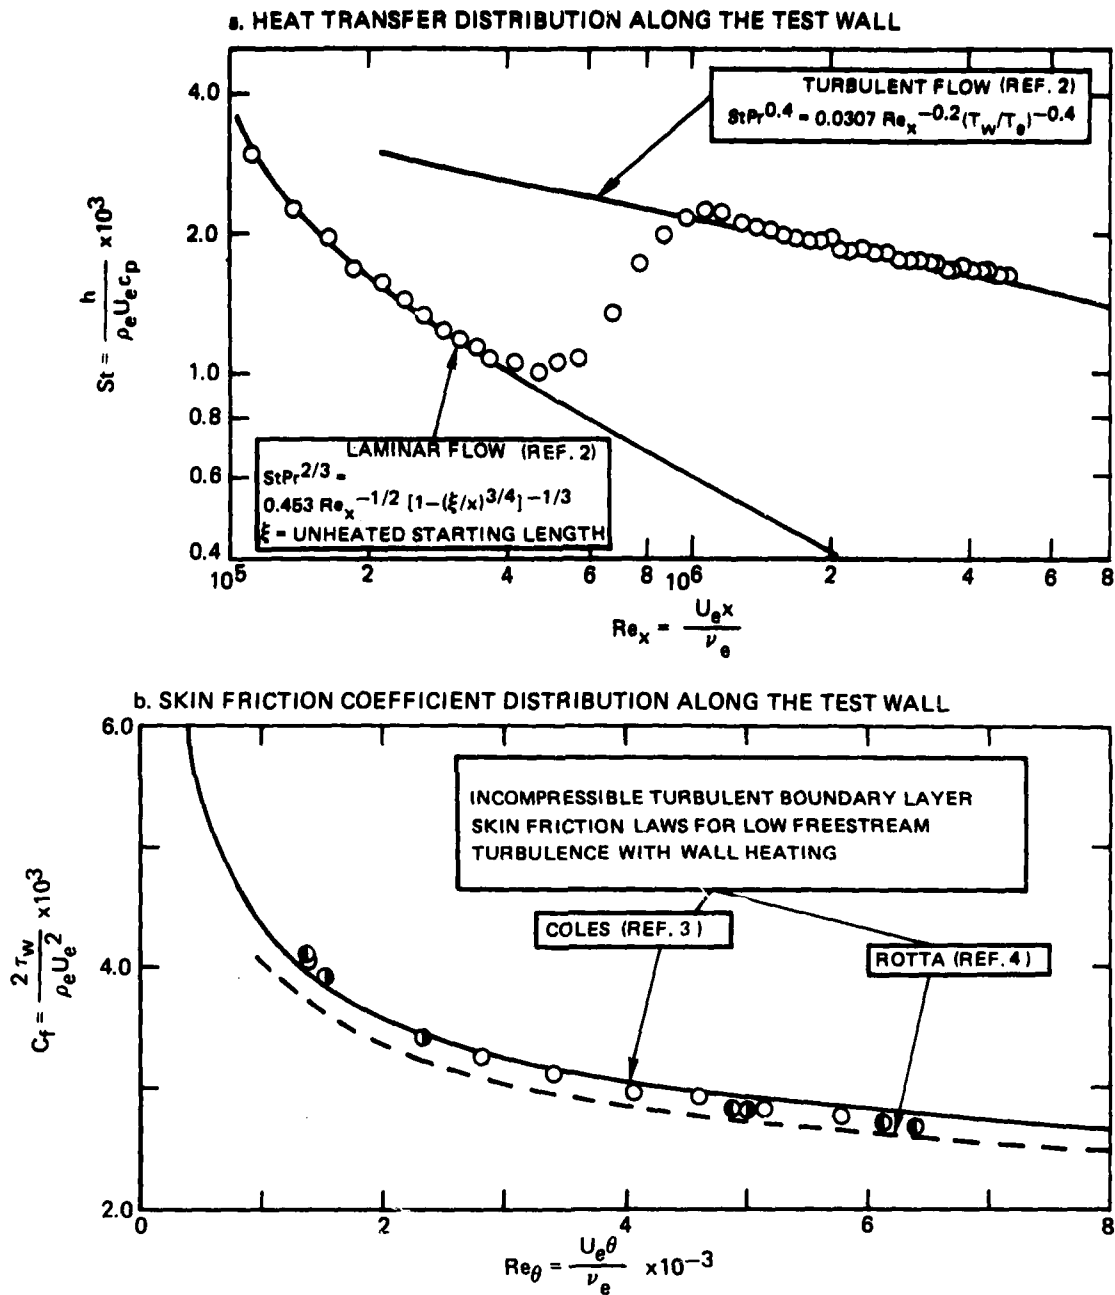 a. HEAT TRANSFER DISTRIBUTION ALONG THE TEST WALL
TURBULENT FLOW (REF. 2)
StPr^0.4 = 0.0307 Re_x^−0.2 (T_w/T_e)^−0.4
4.0
2.0
1.0
0.8
0.6
0.4
St = h / ρ_e U_e c_p ×10^3
LAMINAR FLOW (REF. 2)
StPr^2/3 =
0.453 Re_x^−1/2 [1−(ξ/x)^3/4]^−1/3
ξ = UNHEATED STARTING LENGTH
10^5 2 4 6 8 10^6 2 4 6 8
Re_x = U_e x / ν_e
b. SKIN FRICTION COEFFICIENT DISTRIBUTION ALONG THE TEST WALL
6.0
4.0
2.0
C_f = 2 τ_w / ρ_e U_e^2 ×10^3
INCOMPRESSIBLE TURBULENT BOUNDARY LAYER
SKIN FRICTION LAWS FOR LOW FREESTREAM
TURBULENCE WITH WALL HEATING
COLES (REF. 3)
ROTTA (REF. 4)
0 2 4 6 8
Re_θ = U_e θ / ν_e ×10^−3